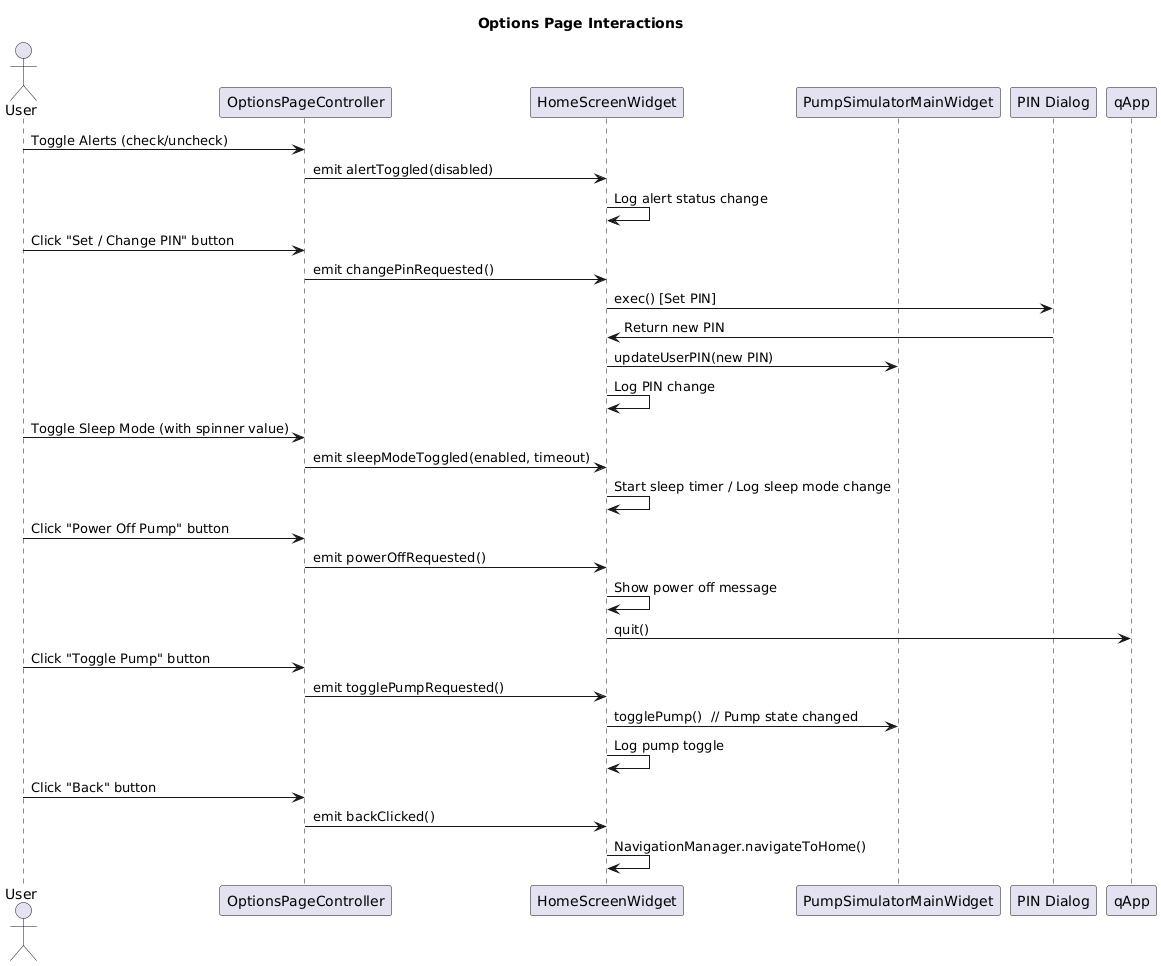 Options Page Interactions
User
OptionsPageController
HomeScreenWidget
PumpSimulatorMainWidget
PIN Dialog
qApp
Toggle Alerts (check/uncheck)
emit alertToggled(disabled)
Log alert status change
Click "Set / Change PIN" button
emit changePinRequested()
exec() [Set PIN]
Return new PIN
updateUserPIN(new PIN)
Log PIN change
Toggle Sleep Mode (with spinner value)
emit sleepModeToggled(enabled, timeout)
Start sleep timer / Log sleep mode change
Click "Power Off Pump" button
emit powerOffRequested()
Show power off message
quit()
Click "Toggle Pump" button
emit togglePumpRequested()
togglePump()  // Pump state changed
Log pump toggle
Click "Back" button
emit backClicked()
NavigationManager.navigateToHome()
User
OptionsPageController
HomeScreenWidget
PumpSimulatorMainWidget
PIN Dialog
qApp